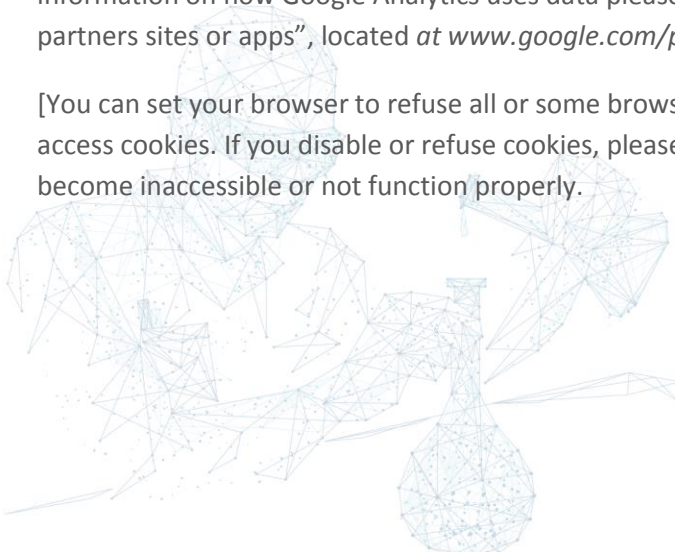 information on how Google Analytics uses data please
partners sites or apps”, located at www.google.com/p
[You can set your browser to refuse all or some brows
access cookies. If you disable or refuse cookies, please
become inaccessible or not function properly.